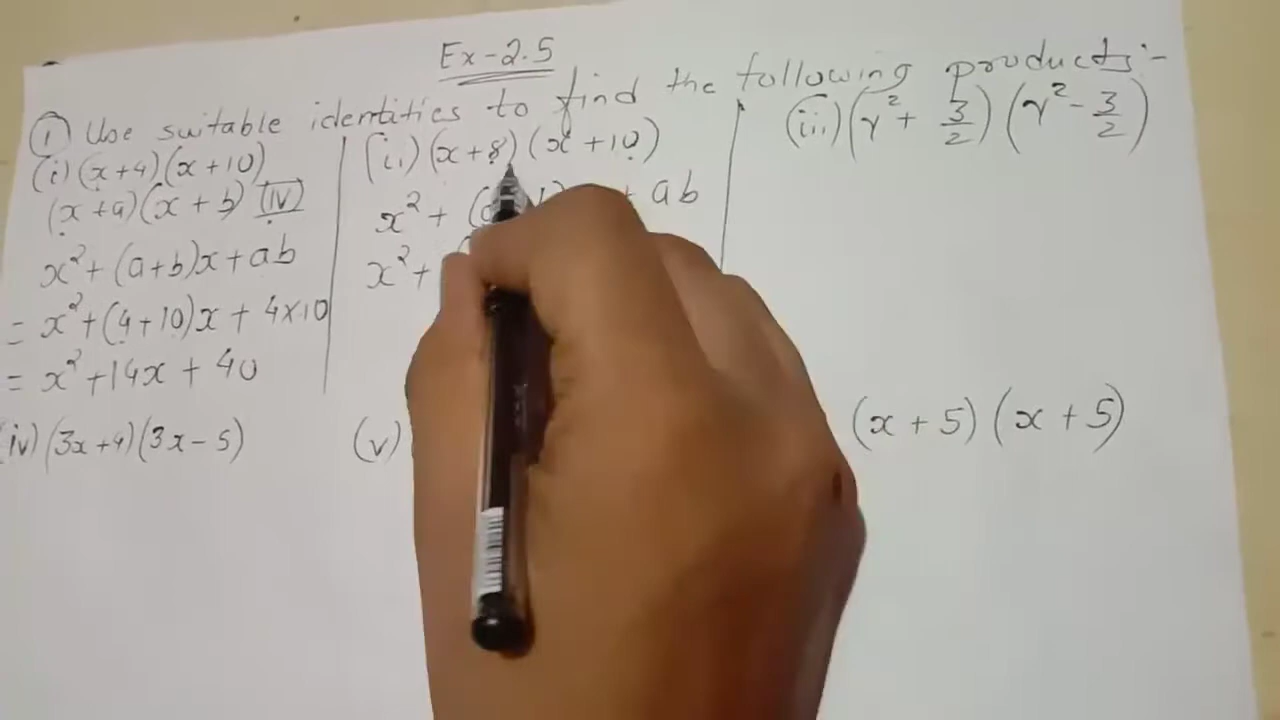 Ex-2.5
① Use suitable identities to find the following products:-
(i) (x+4)(x+10)
(x+a)(x+b) (iv)
x²+(a+b)x+ab
= x²+(4+10)x+4×10
= x²+14x+40
(ii) (x+8)(x+10)
x²+( + ab
x²+
(iii) (y²+3/2)(y²-3/2)
(iv) (3x+4)(3x-5)
(v)
(x+5)(x+5)